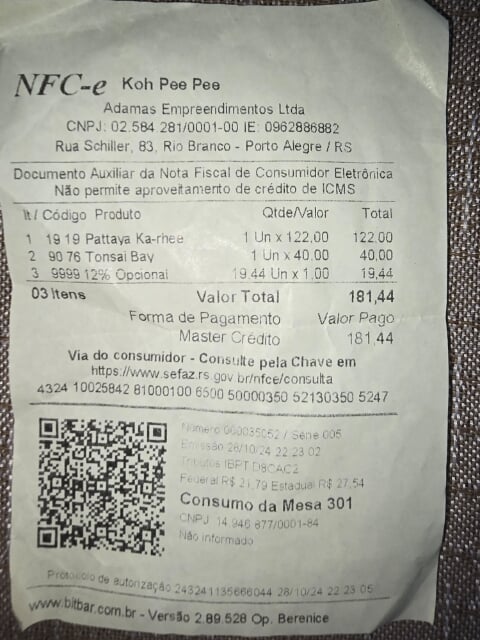 NFC-e Koh Pee Pee
Adamas Empreendimentos Ltda
CNPJ: 02.584.281/0001-00 IE: 0962886882
Rua Schiller, 83, Rio Branco - Porto Alegre / RS
Documento Auxiliar da Nota Fiscal de Consumidor Eletrônica
Não permite aproveitamento de crédito de ICMS
It / Código Produto Qtde/Valor Total
1 19 19 Pattaya Ka-rhee 1 Un x 122,00 122,00
2 90 76 Tonsai Bay 1 Un x 40,00 40,00
3 9999 12% Opcional 19,44 Un x 1,00 19,44
03 Itens Valor Total 181,44
Forma de Pagamento Valor Pago
Master Crédito 181,44
Via do consumidor - Consulte pela Chave em
https://www.sefaz.rs.gov.br/nfce/consulta
4324 10025842 81000100 6500 50000350 52130350 5247
Número 000035052 / Série 005
Emissão 28/10/24 22:23:02
Tributos IBPT D8CAC2
Federal R$ 21,79 Estadual R$ 27,54
Consumo da Mesa 301
CNPJ 14.946.877/0001-84
Não informado
Protocolo de autorização 243241135666044 28/10/24 22:23:05
www.bitbar.com.br - Versão 2.89.528 Op. Berenice